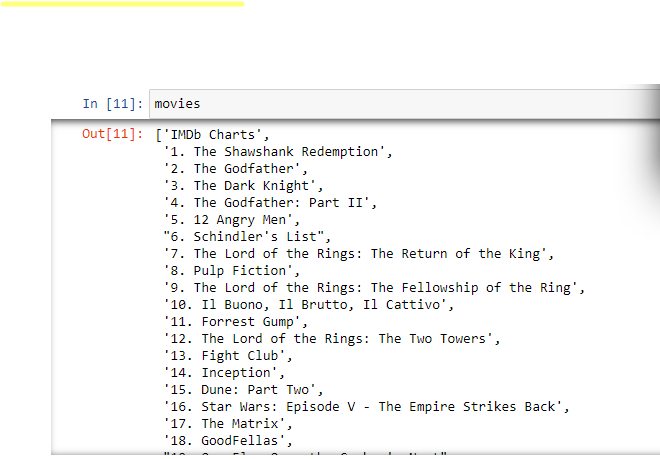 In [11]: movies
Out[11]: ['IMDb Charts',
'1. The Shawshank Redemption',
'2. The Godfather',
'3. The Dark Knight',
'4. The Godfather: Part II',
'5. 12 Angry Men',
"6. Schindler's List",
'7. The Lord of the Rings: The Return of the King',
'8. Pulp Fiction',
'9. The Lord of the Rings: The Fellowship of the Ring',
'10. Il Buono, Il Brutto, Il Cattivo',
'11. Forrest Gump',
'12. The Lord of the Rings: The Two Towers',
'13. Fight Club',
'14. Inception',
'15. Dune: Part Two',
'16. Star Wars: Episode V - The Empire Strikes Back',
'17. The Matrix',
'18. GoodFellas',